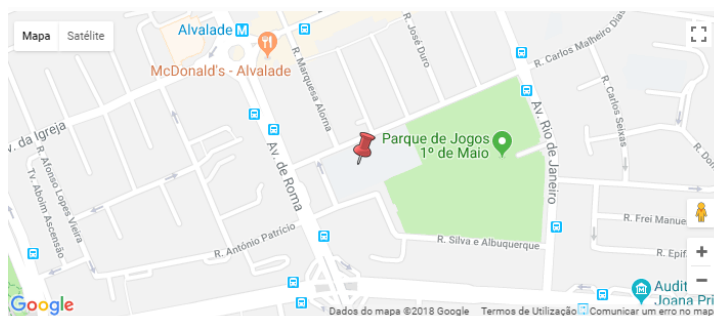 Mapa
Satélite
Alvalade M
McDonald's - Alvalade
R. José Duro
R. Marquesa Alorna
R. Carlos Malheiro Dias
R. Carlos Seixas
Av. da Igreja
Parque de Jogos
1º de Maio
Av. Rio de Janeiro
Av. de Roma
R. Afonso Lopes Vieira
Tv. Aboim Ascensão
R. António Patrício
R. Silva e Albuquerque
R. Frei Manue
R. Epif
R. Don
Audit
Joana Pri
Google
Dados do mapa ©2018 Google
Termos de Utilização
Comunicar um erro no map